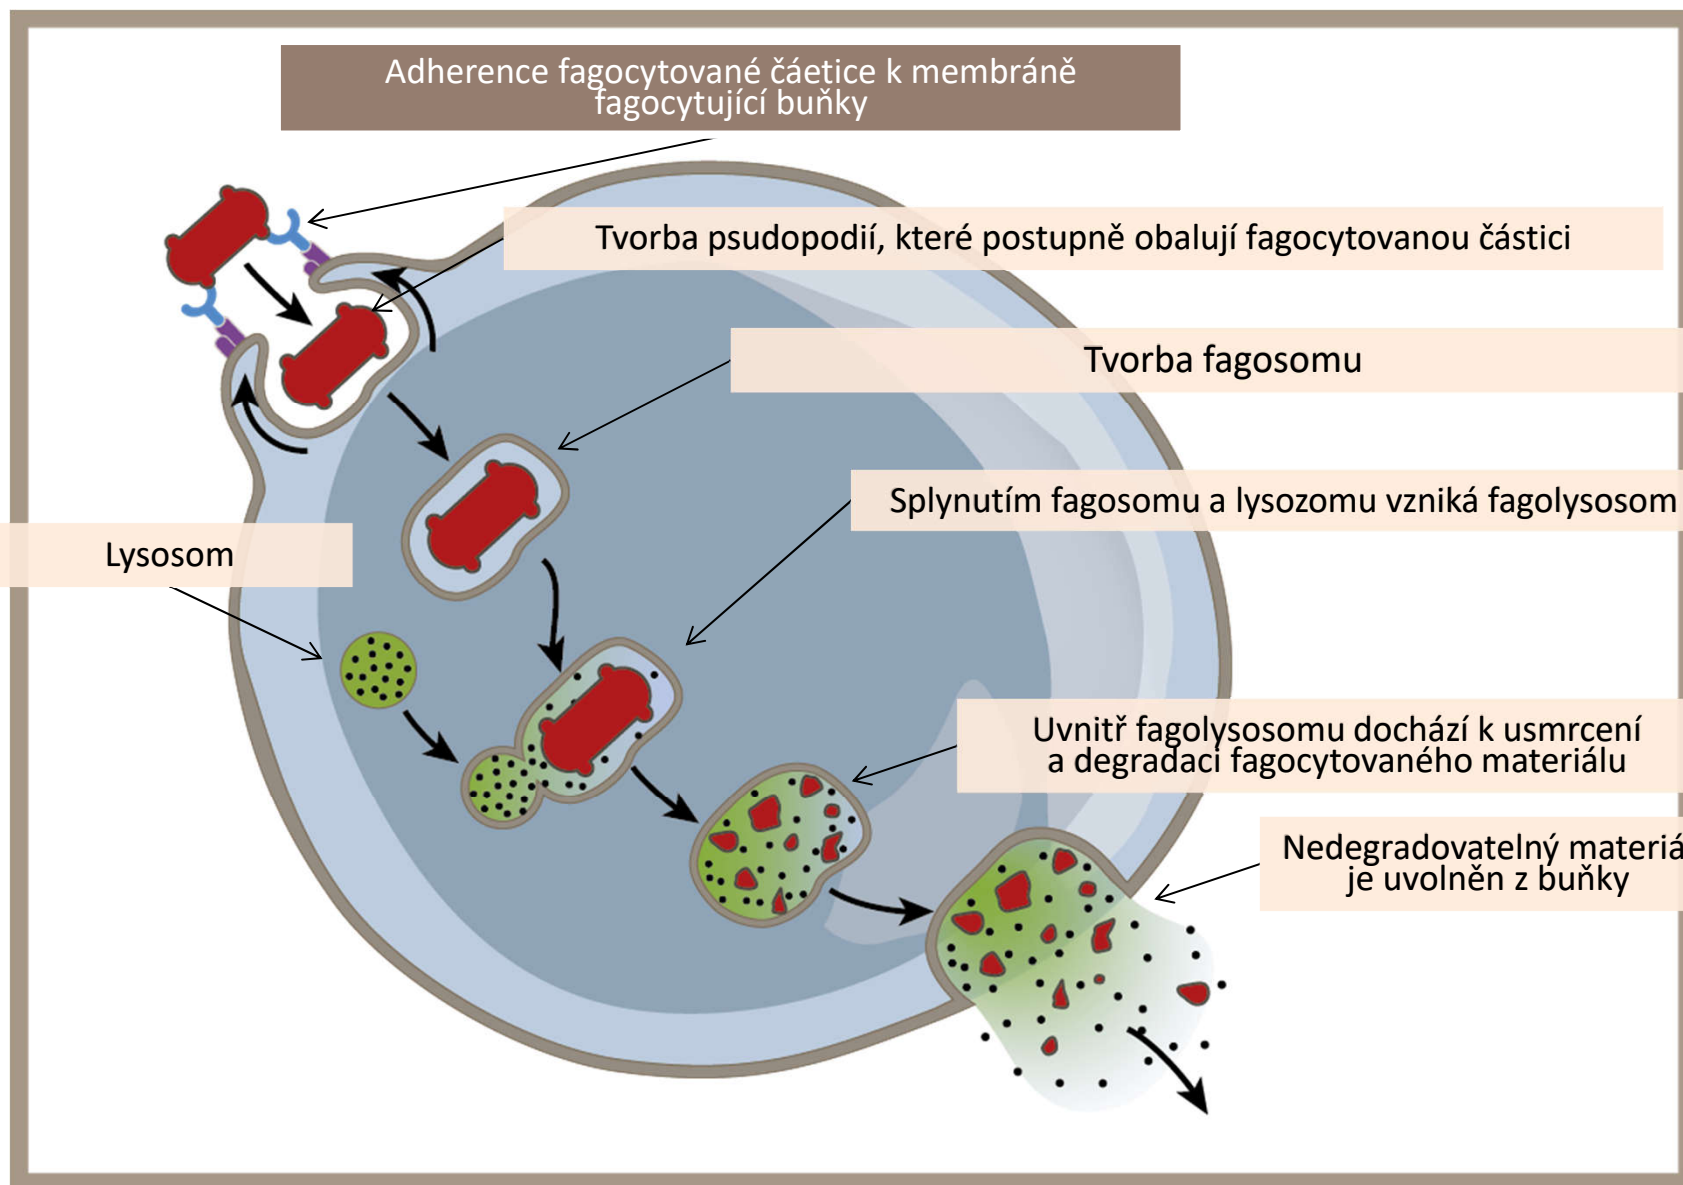 Adherence fagocytované čáetice k membráně
fagocytující buňky
Tvorba psudopodií, které postupně obalují fagocytovanou částici
Tvorba fagosomu
Splynutím fagosomu a lysozomu vzniká fagolysosom
Lysosom
Uvnitř fagolysosomu dochází k usmrcení
a degradaci fagocytovaného materiálu
Nedegradovatelný materiá
je uvolněn z buňky